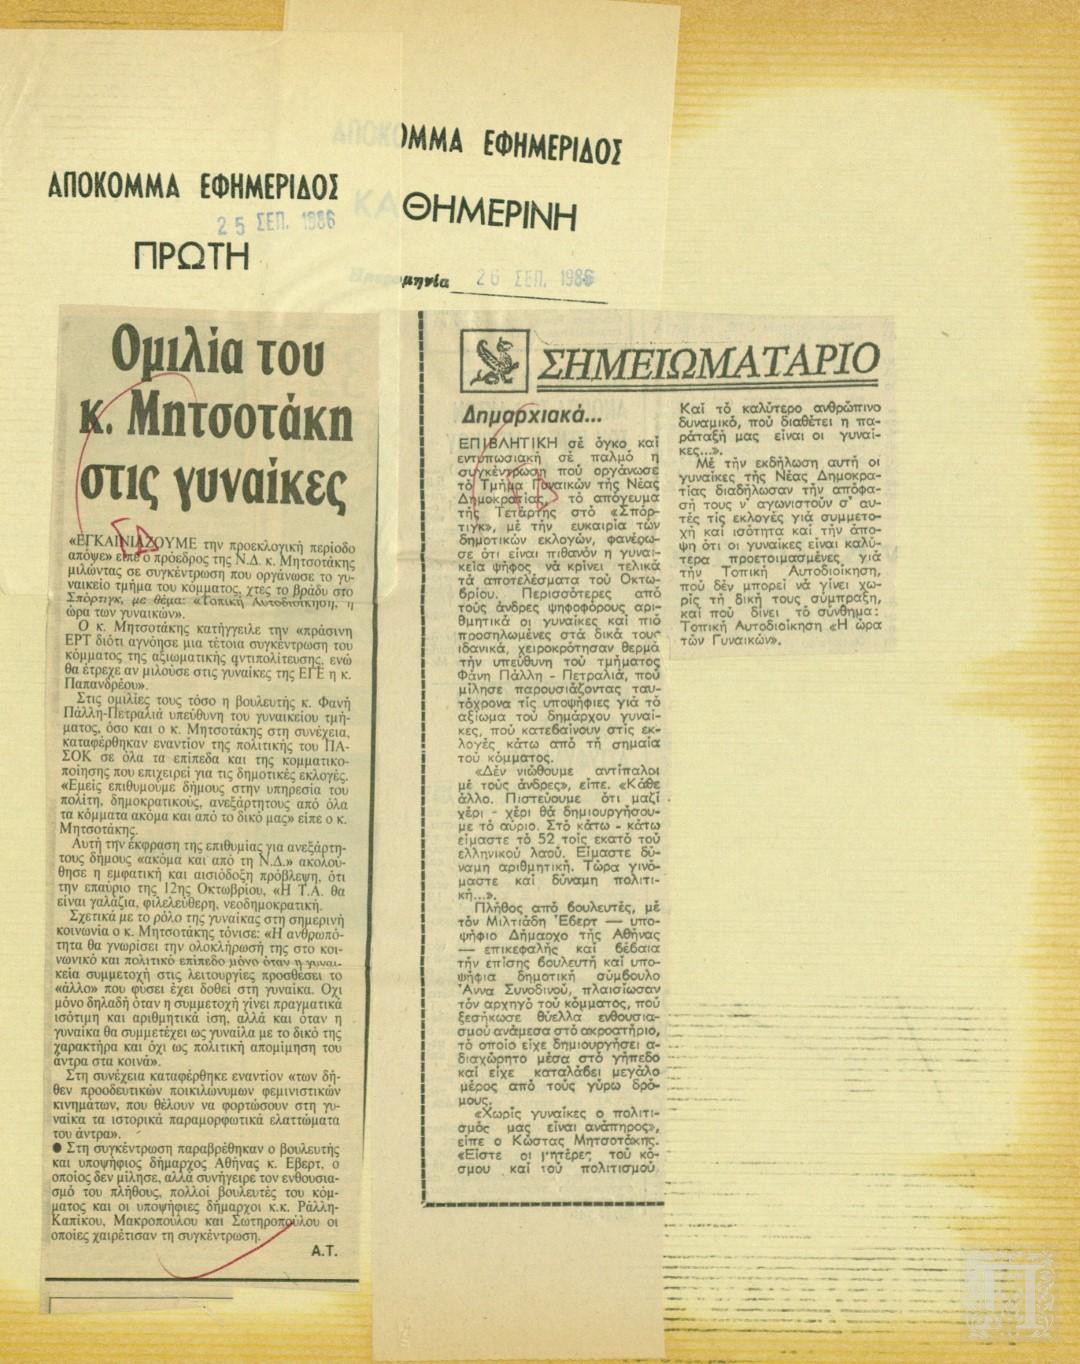 ΑΠΟΚΟΜΜΑ ΕΦΗΜΕΡΙΔΟΣ
25 ΣΕΠ. 1986
ΠΡΩΤΗ
Ομιλία του
κ. Μητσοτάκη
στις γυναίκες
«ΕΓΚΑΙΝΙΑΖΟΥΜΕ την προεκλογική περίοδο
απόψε» είπε ο πρόεδρος της Ν.Δ. κ. Μητσοτάκης
μιλώντας σε συγκέντρωση που οργάνωσε το γυ-
ναικείο τμήμα του κόμματος, χτες το βράδυ στο
Σπόρτιγκ, με θέμα: «Τοπική Αυτοδιοίκηση, η
ώρα των γυναικών».
Ο κ. Μητσοτάκης κατήγγειλε την «πράσινη
ΕΡΤ διότι αγνόησε μια τέτοια συγκέντρωση του
κόμματος της αξιωματικής αντιπολίτευσης, ενώ
θα έτρεχε αν μιλούσε στις γυναίκες της ΕΓΕ η κ.
Παπανδρέου».
Στις ομιλίες τους τόσο η βουλευτής κ. Φανή
Πάλλη-Πετραλιά υπεύθυνη του γυναικείου τμή-
ματος, όσο και ο κ. Μητσοτάκης στη συνέχεια,
καταφέρθηκαν εναντίον της πολιτικής του ΠΑ-
ΣΟΚ σε όλα τα επίπεδα και της κομματικο-
ποίησης που επιχειρεί για τις δημοτικές εκλογές.
«Εμείς επιθυμούμε δήμους στην υπηρεσία του
πολίτη, δημοκρατικούς, ανεξάρτητους από όλα
τα κόμματα ακόμα και από το δικό μας» είπε ο κ.
Μητσοτάκης.
Αυτή την έκφραση της επιθυμίας για ανεξάρτη-
τους δήμους «ακόμα και από τη Ν.Δ.» ακολού-
θησε η εμφατική και αισιόδοξη πρόβλεψη, ότι
την επαύριο της 12ης Οκτωβρίου, «Η Τ.Α. θα
είναι γαλάζια, φιλελεύθερη, νεοδημοκρατική.
Σχετικά με το ρόλο της γυναίκας στη σημερινή
κοινωνία ο κ. Μητσοτάκης τόνισε: «Η ανθρωπό-
τητα θα γνωρίσει την ολοκλήρωσή της στο κοι-
νωνικό και πολιτικό επίπεδο μόνο όταν η γυναι-
κεία συμμετοχή στις λειτουργίες προσθέσει το
«άλλο» που φύσει έχει δοθεί στη γυναίκα. Οχι
μόνο δηλαδή όταν η συμμετοχή γίνει πραγματικά
ισότιμη και αριθμητικά ίση, αλλά και όταν η
γυναίκα θα συμμετέχει ως γυναίλα με το δικό της
χαρακτήρα και όχι ως πολιτική απομίμηση του
άντρα στα κοινά».
Στη συνέχεια καταφέρθηκε εναντίον «των δή-
θεν προοδευτικών ποικιλώνυμων φεμινιστικών
κινημάτων, που θέλουν να φορτώσουν στη γυ-
ναίκα τα ιστορικά παραμορφωτικά ελαττώματα
του άντρα».
● Στη συγκέντρωση παραβρέθηκαν ο βουλευτής
και υποψήφιος δήμαρχος Αθήνας κ. Εβερτ, ο
οποίος δεν μίλησε, αλλά συνήγειρε τον ενθουσια-
σμό του πλήθους, πολλοί βουλευτές του κόμ-
ματος και οι υποψήφιες δήμαρχοι κ.κ. Ράλλη-
Καπίκου, Μακροπούλου και Σωτηροπούλου οι
οποίες χαιρέτισαν τη συγκέντρωση.
Α.Τ.
ΑΠΟΚΟΜΜΑ ΕΦΗΜΕΡΙΔΟΣ
ΚΑΘΗΜΕΡΙΝΗ
Ημερομηνία 26 ΣΕΠ. 1986
ΣΗΜΕΙΩΜΑΤΑΡΙΟ
Δημαρχιακά...
ΕΠΙΒΛΗΤΙΚΗ σέ όγκο καί
εντυπωσιακή σέ παλμό η
συγκέντρωση πού οργάνωσε
τό Τμήμα Γυναικών τής Νέας
Δημοκρατίας, τό απόγευμα
τής Τετάρτης στό «Σπόρ-
τιγκ», μέ τήν ευκαιρία τών
δημοτικών εκλογών, φανέρω-
σε ότι είναι πιθανόν η γυναι-
κεία ψήφος νά κρίνει τελικά
τά αποτελέσματα τού Οκτω-
βρίου. Περισσότερες από
τούς άνδρες ψηφοφόρους αρι-
θμητικά οι γυναίκες καί πιό
προσηλωμένες στά δικά τους
ιδανικά, χειροκρότησαν θερμά
τήν υπεύθυνη τού τμήματος
Φάνη Πάλλη - Πετραλιά, πού
μίλησε παρουσιάζοντας ταυ-
τόχρονα τίς υποψήφιες γιά τό
αξίωμα τού δημάρχου γυναί-
κες, πού κατεβαίνουν στίς εκ-
λογές κάτω από τή σημαία
τού κόμματος.
«Δέν νιώθουμε αντίπαλοι
μέ τούς άνδρες», είπε. «Κάθε
άλλο. Πιστεύουμε ότι μαζί
χέρι - χέρι θά δημιουργήσου-
με τό αύριο. Στό κάτω - κάτω
είμαστε τό 52 τοίς εκατό τού
ελληνικού λαού. Είμαστε δύ-
ναμη αριθμητική. Τώρα γινό-
μαστε καί δύναμη πολιτι-
κή...».
Πλήθος από βουλευτές, μέ
τόν Μιλτιάδη Έβερτ — υπο-
ψήφιο Δήμαρχο τής Αθήνας
— επικεφαλής καί βέβαια
τήν επίσης βουλευτή καί υπο-
ψήφια δημοτική σύμβουλο
Άννα Συνοδινού, πλαισίωσαν
τόν αρχηγό τού κόμματος, πού
ξεσήκωσε θύελλα ενθουσια-
σμού ανάμεσα στό ακροατήριο,
τό οποίο είχε δημιουργήσει α-
διαχώρητο μέσα στό γήπεδο
καί είχε καταλάβει μεγάλο
μέρος από τούς γύρω δρό-
μους.
«Χωρίς γυναίκες ο πολιτι-
σμός μας είναι ανάπηρος»,
είπε ο Κώστας Μητσοτάκης.
«Είστε οι μητέρες τού κό-
σμου καί τού πολιτισμού
Καί τό καλύτερο ανθρώπινο
δυναμικό, πού διαθέτει η πα-
ράταξή μας είναι οι γυναί-
κες...».
Μέ τήν εκδήλωση αυτή οι
γυναίκες τής Νέας Δημοκρα-
τίας διαδήλωσαν τήν απόφα-
σή τους ν' αγωνιστούν σ' αυ-
τές τίς εκλογές γιά συμμετο-
χή καί ισότητα καί τήν άπο-
ψη ότι οι γυναίκες είναι καλύ-
τερα προετοιμασμένες, γιά
τήν Τοπική Αυτοδιοίκηση,
πού δέν μπορεί νά γίνει χω-
ρίς τή δική τους σύμπραξη,
καί πού δίνει τό σύνθημα:
Τοπική Αυτοδιοίκηση «Η ώρα
τών Γυναικών».